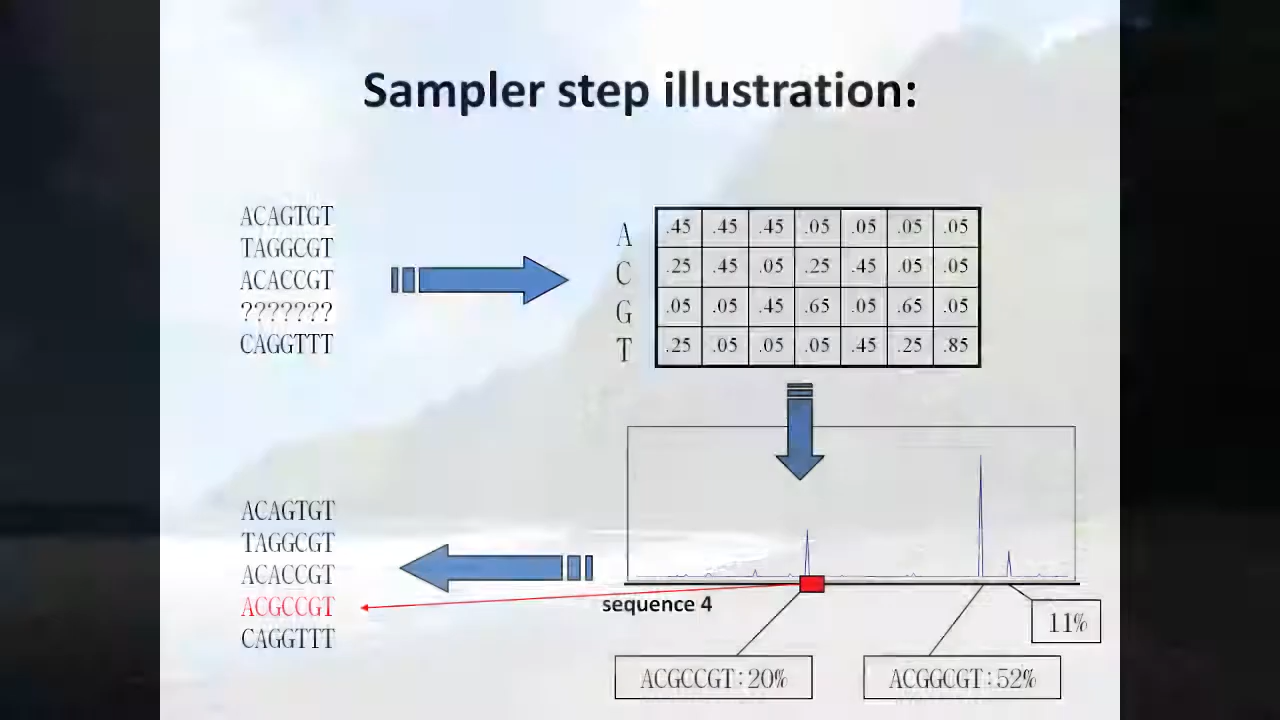 Sampler step illustration:
ACAGTGT
TAGGCGT
ACACCGT
???????
CAGGTTT
A .45 .45 .45 .05 .05 .05 .05
C .25 .45 .05 .25 .45 .05 .05
G .05 .05 .45 .65 .05 .65 .05
T .25 .05 .05 .05 .45 .25 .85
ACAGTGT
TAGGCGT
ACACCGT
ACGCCGT
CAGGTTT
sequence 4
11%
ACGCCGT:20%
ACGGCGT:52%